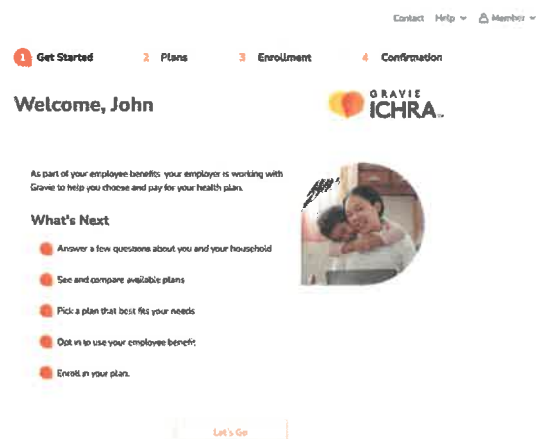 Contact Help Member
1 Get Started 2 Plans 3 Enrollment 4 Confirmation
Welcome, John
GRAVIE
ICHRA
As part of your employee benefits your employer is working with
Gravie to help you choose and pay for your health plan.
What's Next
Answer a few questions about you and your household
See and compare available plans
Pick a plan that best fits your needs
Opt in to use your employee benefit
Enroll in your plan.
Let's Go